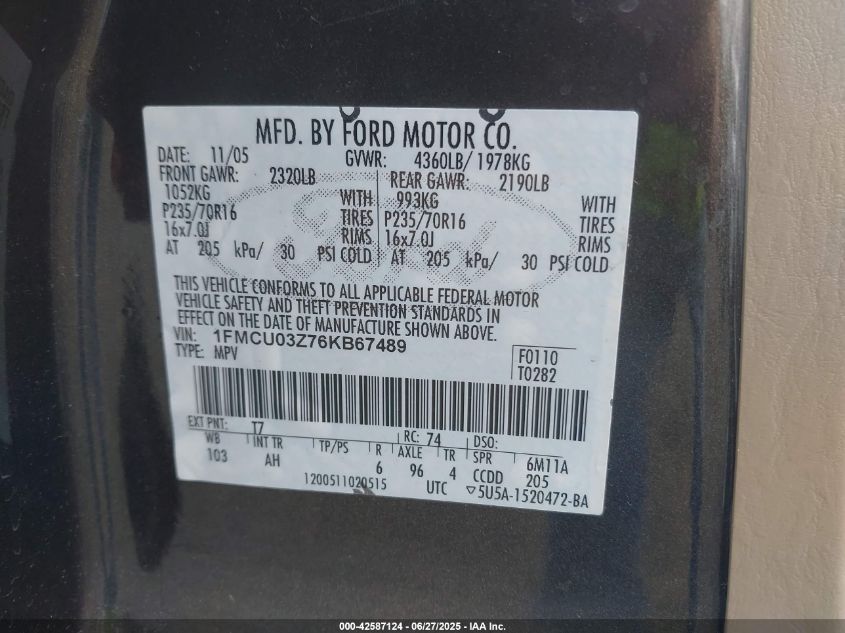 MFD. BY FORD MOTOR CO.
DATE: 11/05 GVWR: 4360LB/ 1978KG
FRONT GAWR: 2320LB REAR GAWR: 2190LB
1052KG WITH 993KG WITH
P235/70R16 TIRES P235/70R16 TIRES
16x7.0J RIMS 16x7.0J RIMS
AT 205 kPa/ 30 PSI COLD AT 205 kPa/ 30 PSI COLD
THIS VEHICLE CONFORMS TO ALL APPLICABLE FEDERAL MOTOR
VEHICLE SAFETY AND THEFT PREVENTION STANDARDS IN
EFFECT ON THE DATE OF MANUFACTURE SHOWN ABOVE.
VIN: 1FMCU03Z76KB67489
TYPE: MPV F0110
T0282
EXT PNT: T7 RC: 74 DSO:
WB INT TR TP/PS R AXLE TR SPR 6M11A
103 AH 6 96 4 CCDD 205
1200511020515 UTC ▽5U5A-1520472-BA
000-42587124 - 06/27/2025 - IAA Inc.